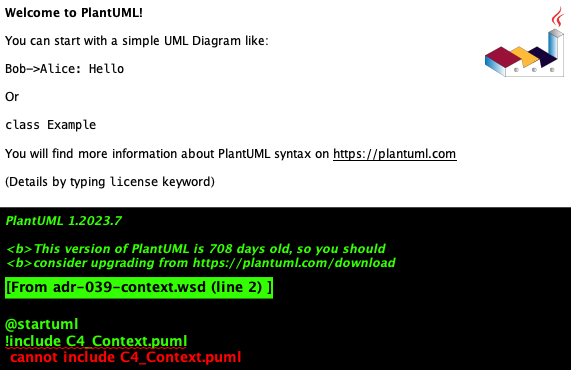 Welcome to PlantUML!
You can start with a simple UML Diagram like:
Bob->Alice: Hello
Or
class Example
You will find more information about PlantUML syntax on https://plantuml.com
(Details by typing license keyword)
PlantUML 1.2023.7
<b>This version of PlantUML is 708 days old, so you should
<b>consider upgrading from https://plantuml.com/download
[From adr-039-context.wsd (line 2) ]
@startuml
!include C4_Context.puml
cannot include C4_Context.puml